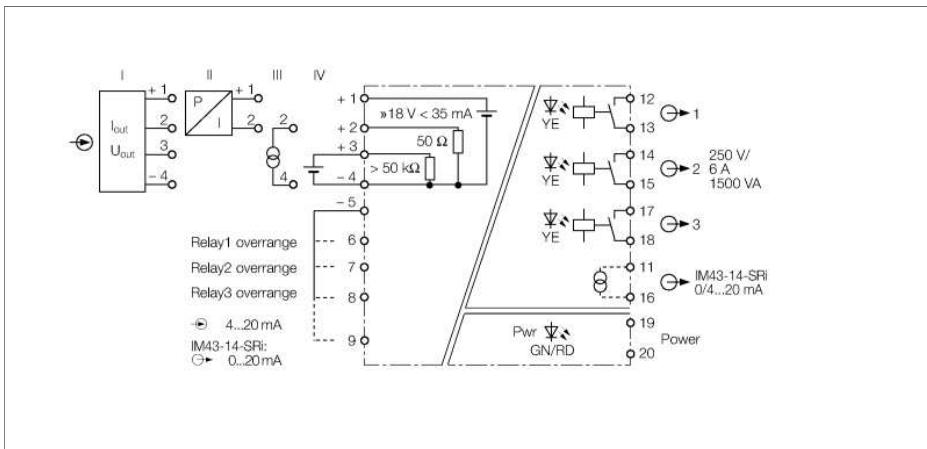 I II III IV
+ 1
2
3
- 4
I out
U out
P
I
+ 1
2
2
4
+ 1
+ 2
+ 3
- 4
- 5
6
7
8
9
»18 V < 35 mA
50 Ω
> 50 kΩ
Relay1 overrange
Relay2 overrange
Relay3 overrange
4...20 mA
IM43-14-SRi:
0...20 mA
YE
12
13
1
YE
14
15
2
250 V/
6 A
1500 VA
YE
17
18
3
11
16
IM43-14-SRi
0/4...20 mA
Pwr
GN/RD
19
20
Power